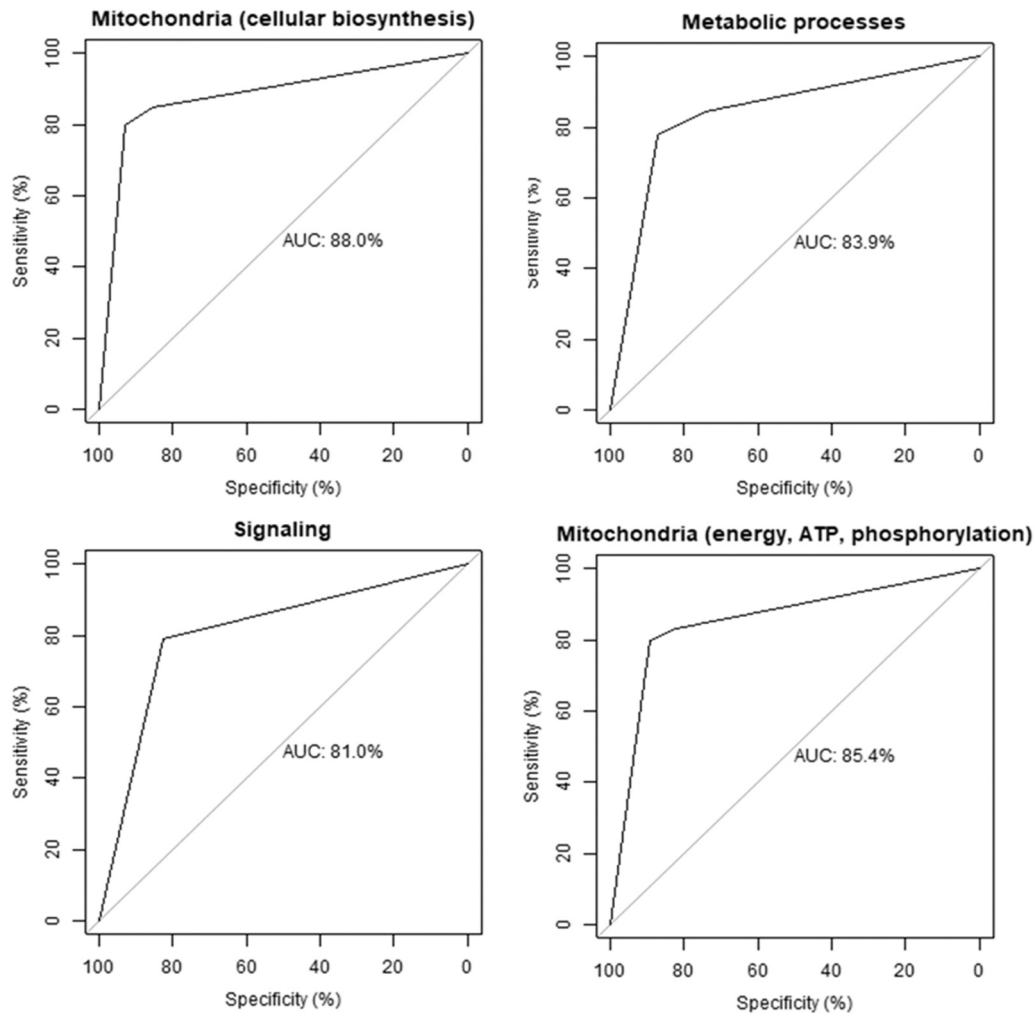 Mitochondria (cellular biosynthesis)
Sensitivity (%)
100
80
60
40
20
0
AUC: 88.0%
100 80 60 40 20 0
Specificity (%)
Metabolic processes
Sensitivity (%)
100
80
60
40
20
0
AUC: 83.9%
100 80 60 40 20 0
Specificity (%)
Signaling
Sensitivity (%)
100
80
60
40
20
0
AUC: 81.0%
100 80 60 40 20 0
Specificity (%)
Mitochondria (energy, ATP, phosphorylation)
Sensitivity (%)
100
80
60
40
20
0
AUC: 85.4%
100 80 60 40 20 0
Specificity (%)